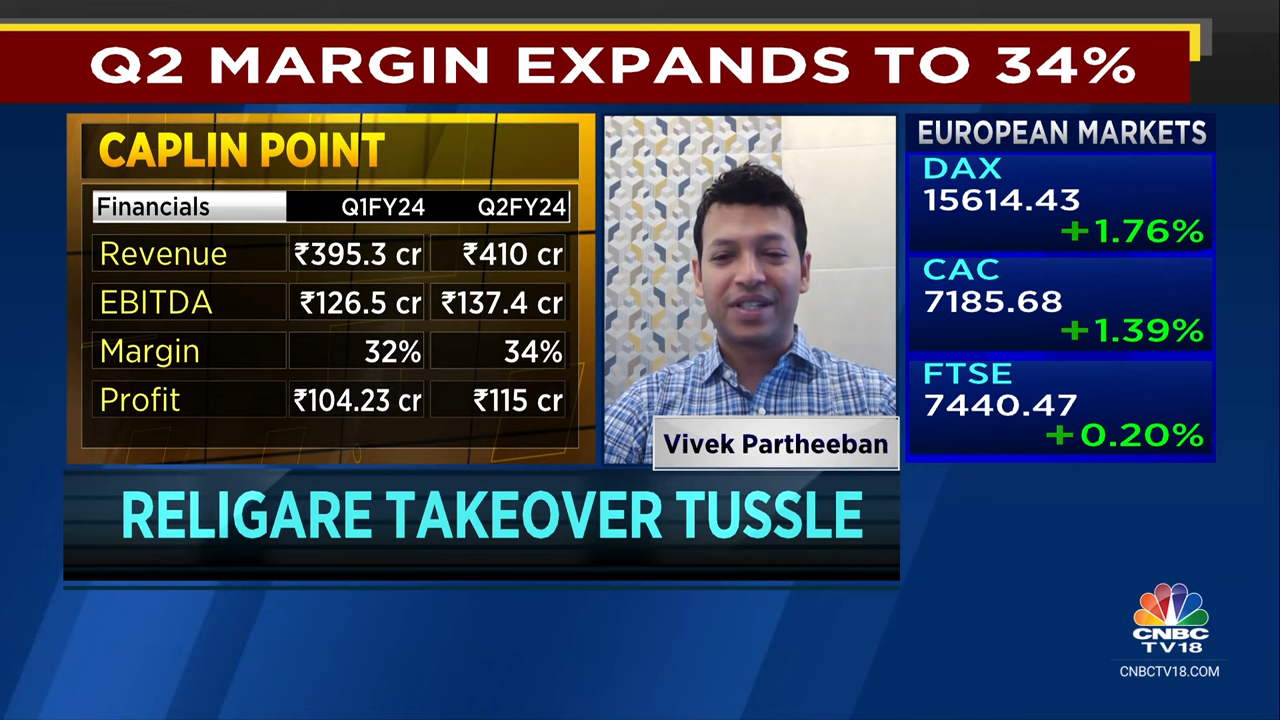 Q2 MARGIN EXPANDS TO 34%
CAPLIN POINT
Financials Q1FY24 Q2FY24
Revenue ₹395.3 cr ₹410 cr
EBITDA ₹126.5 cr ₹137.4 cr
Margin 32% 34%
Profit ₹104.23 cr ₹115 cr
Vivek Partheeban
EUROPEAN MARKETS
DAX
15614.43
+1.76%
CAC
7185.68
+1.39%
FTSE
7440.47
+0.20%
RELIGARE TAKEOVER TUSSLE
CNBC
TV18
CNBCTV18.COM